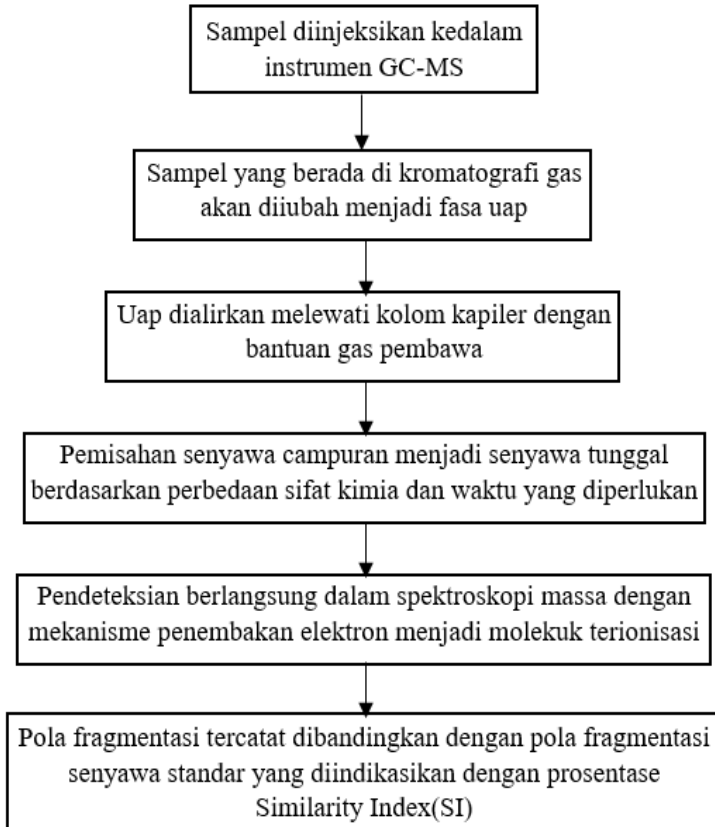 Sampel diinjeksikan kedalam
instrumen GC-MS
Sampel yang berada di kromatografi gas
akan diiubah menjadi fasa uap
Uap dialirkan melewati kolom kapiler dengan
bantuan gas pembawa
Pemisahan senyawa campuran menjadi senyawa tunggal
berdasarkan perbedaan sifat kimia dan waktu yang diperlukan
Pendeteksian berlangsung dalam spektroskopi massa dengan
mekanisme penembakan elektron menjadi molekuk terionisasi
Pola fragmentasi tercatat dibandingkan dengan pola fragmentasi
senyawa standar yang diindikasikan dengan prosentase
Similarity Index(SI)